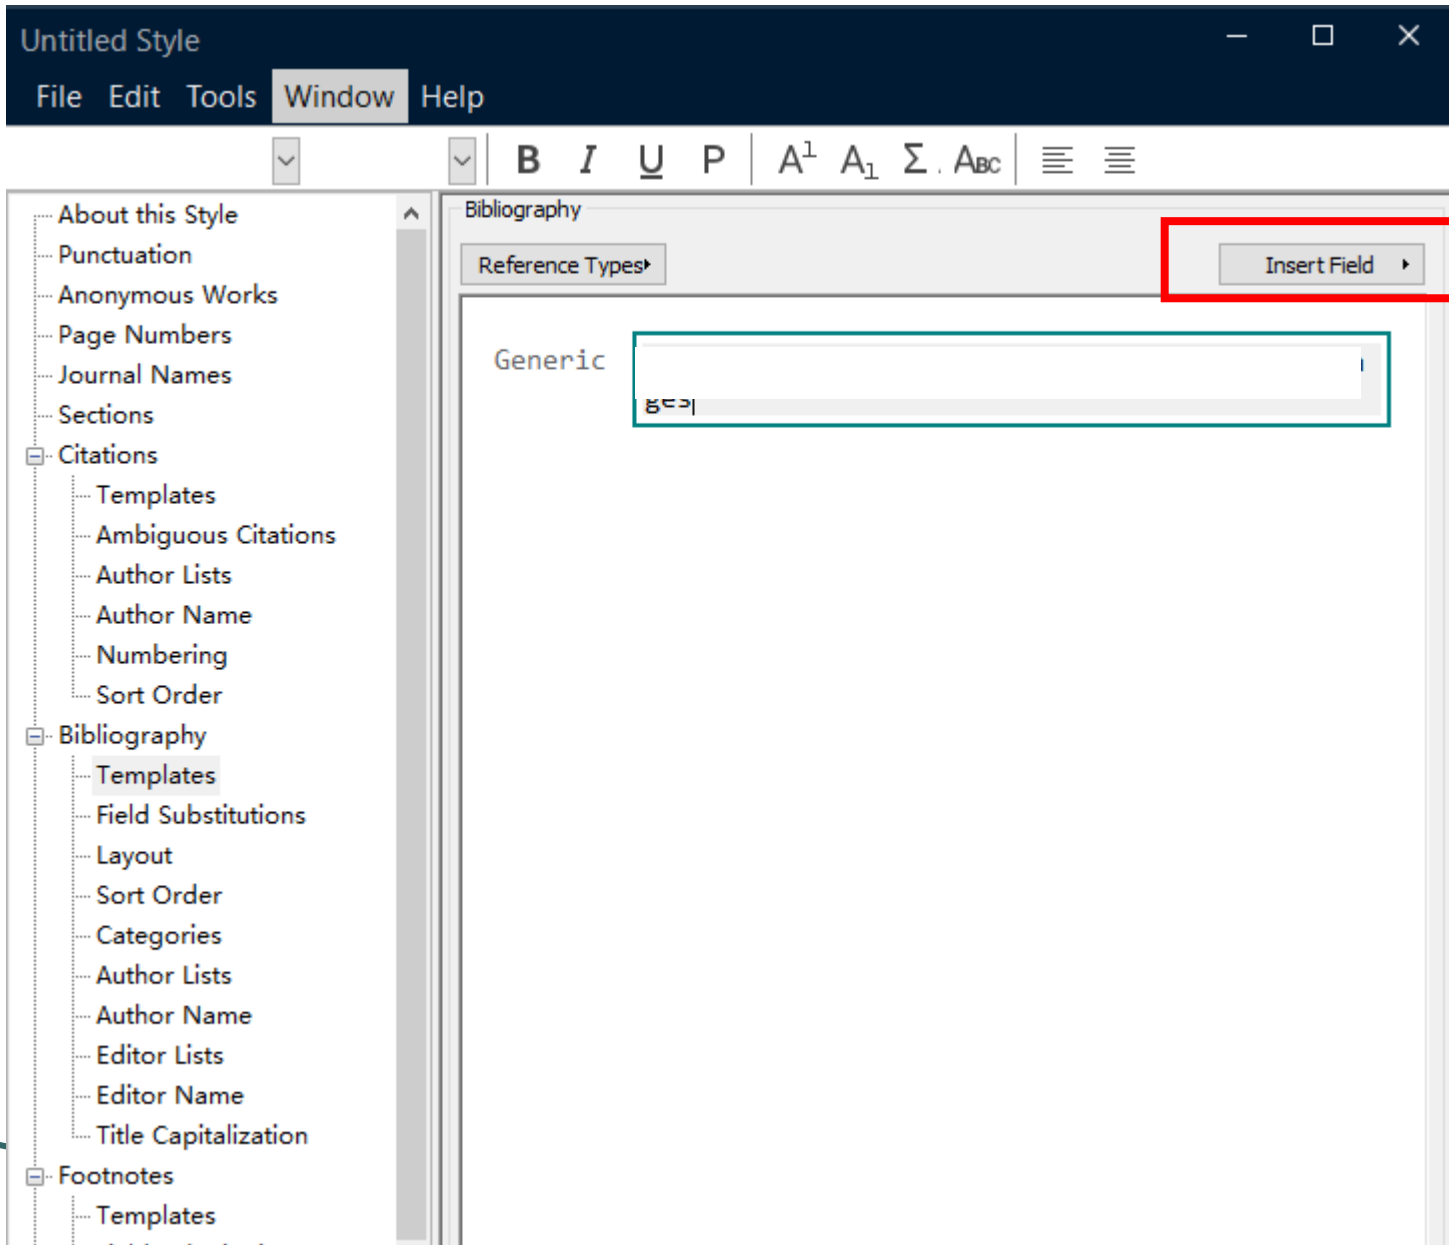 Untitled Style
File Edit Tools Window Help
B I U P A1 A1 Σ. ABC
About this Style
Punctuation
Anonymous Works
Page Numbers
Journal Names
Sections
Citations
Templates
Ambiguous Citations
Author Lists
Author Name
Numbering
Sort Order
Bibliography
Templates
Field Substitutions
Layout
Sort Order
Categories
Author Lists
Author Name
Editor Lists
Editor Name
Title Capitalization
Footnotes
Templates
Bibliography
Reference Types
Insert Field
Generic
ges